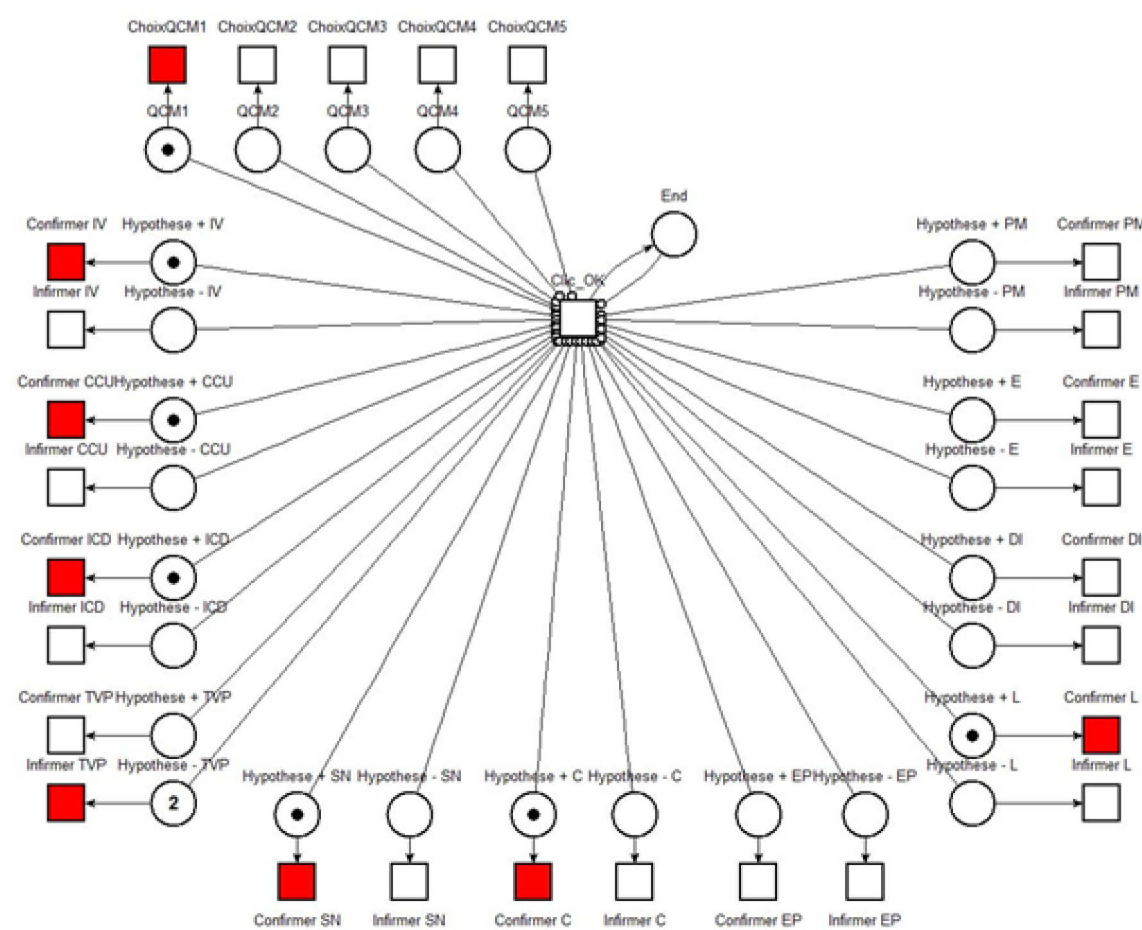 ChoixQCM1 ChoixQCM2 ChoixQCM3 ChoixQCM4 ChoixQCM5
QCM1 QCM2 QCM3 QCM4 QCM5
End
Confirmer IV Hypothese + IV Hypothese + PM Confirmer PM
Clic_OK
Infirmer IV Hypothese - IV Hypothese - PM Infirmer PM
Confirmer CCU Hypothese + CCU Hypothese + E Confirmer E
Infirmer CCU Hypothese - CCU Hypothese - E Infirmer E
Confirmer ICD Hypothese + ICD Hypothese + DI Confirmer DI
Infirmer ICD Hypothese - ICD Hypothese - DI Infirmer DI
Confirmer TVP Hypothese + TVP Hypothese + L Confirmer L
Infirmer TVP Hypothese - TVP Hypothese - L Infirmer L
2
Hypothese + SN Hypothese - SN Hypothese + C Hypothese - C Hypothese + EP Hypothese - EP
Confirmer SN Infirmer SN Confirmer C Infirmer C Confirmer EP Infirmer EP